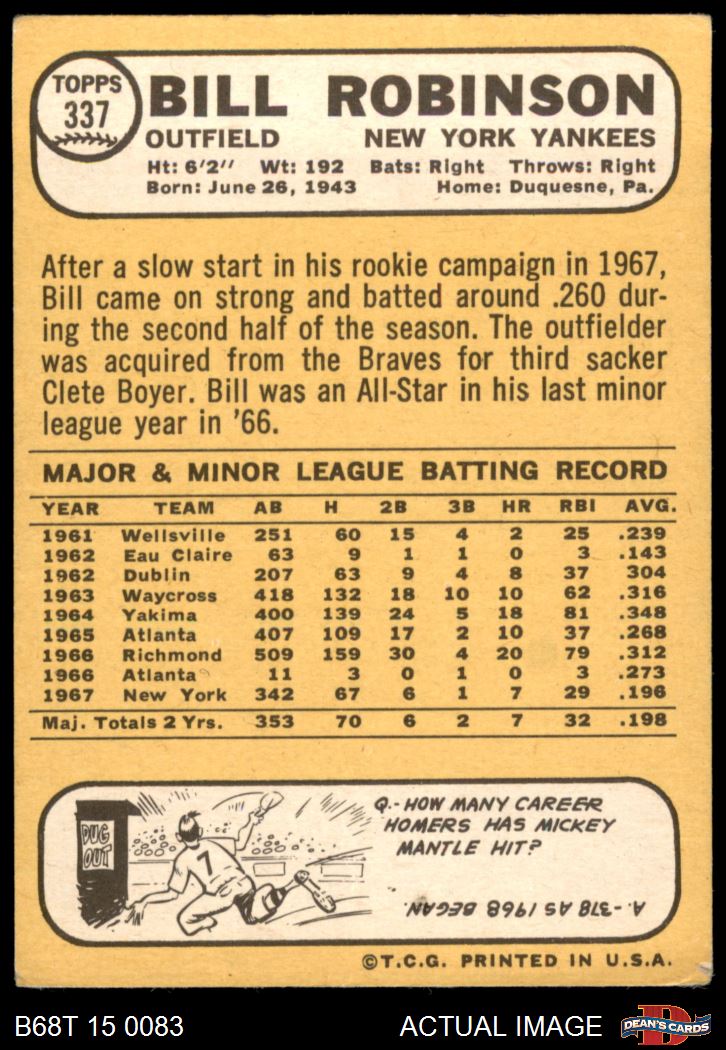 TOPPS
337
BILL ROBINSON
OUTFIELD NEW YORK YANKEES
Ht: 6'2'' Wt: 192 Bats: Right Throws: Right
Born: June 26, 1943 Home: Duquesne, Pa.
After a slow start in his rookie campaign in 1967,
Bill came on strong and batted around .260 dur-
ing the second half of the season. The outfielder
was acquired from the Braves for third sacker
Clete Boyer. Bill was an All-Star in his last minor
league year in '66.
MAJOR & MINOR LEAGUE BATTING RECORD
YEAR TEAM AB H 2B 3B HR RBI AVG.
1961 Wellsville 251 60 15 4 2 25 .239
1962 Eau Claire 63 9 1 1 0 3 .143
1962 Dublin 207 63 9 4 8 37 304
1963 Waycross 418 132 18 10 10 62 .316
1964 Yakima 400 139 24 5 18 81 .348
1965 Atlanta 407 109 17 2 10 37 .268
1966 Richmond 509 159 30 4 20 79 .312
1966 Atlanta 11 3 0 1 0 3 .273
1967 New York 342 67 6 1 7 29 .196
Maj. Totals 2 Yrs. 353 70 6 2 7 32 .198
DUG
OUT
7
Q.- HOW MANY CAREER
HOMERS HAS MICKEY
MANTLE HIT?
A.- 378 AS 1968 BEGAN.
©T.C.G. PRINTED IN U.S.A.
B68T 15 0083 ACTUAL IMAGE
D
DEAN'S CARDS